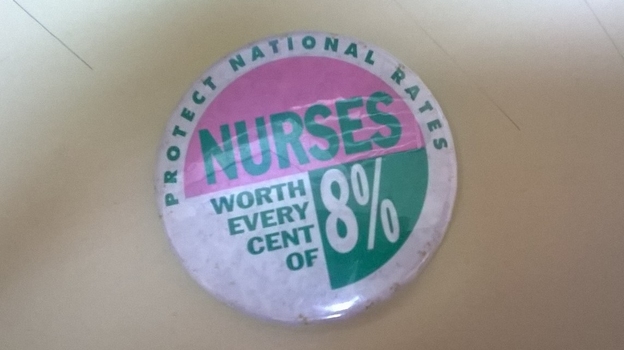 PROTECT NATIONAL RATES
NURSES
WORTH
EVERY
CENT
OF
8%